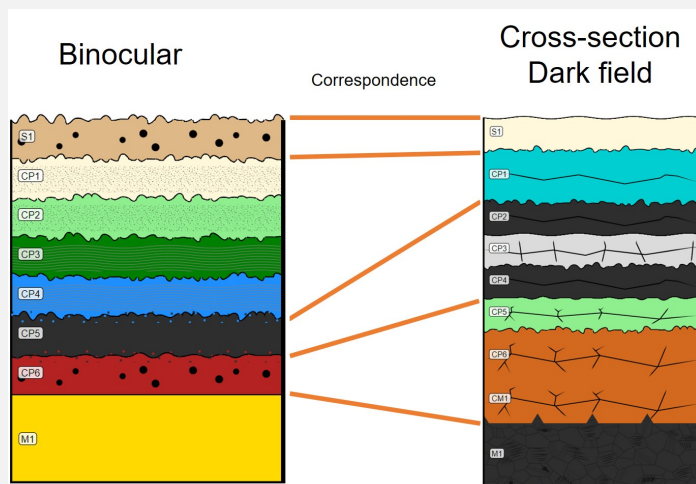 Binocular
Correspondence
Cross-section
Dark field
S1
CP1
CP2
CP3
CP4
CP5
CP6
M1
S1
CP1
CP2
CP3
CP4
CP5
CP6
CM1
M1